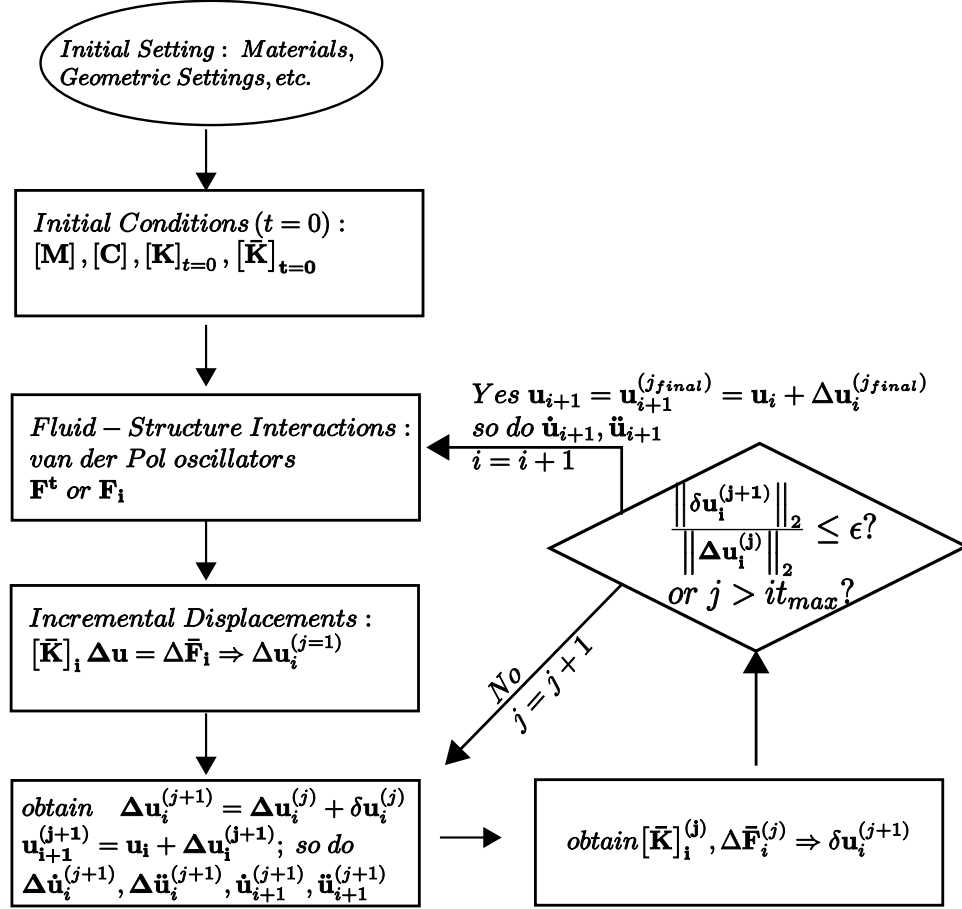 Initial Setting : Materials,
Geometric Settings, etc.
Initial Conditions (t = 0) :
[M] , [C] , [K]_{t=0} , [K̄]_{t=0}
Fluid − Structure Interactions :
van der Pol oscillators
F^t or F_i
Incremental Displacements :
[K̄]_i Δu = ΔF̄_i ⇒ Δu_i^{(j=1)}
obtain Δu_i^{(j+1)} = Δu_i^{(j)} + δu_i^{(j)}
u_{i+1}^{(j+1)} = u_i + Δu_i^{(j+1)}; so do
Δu̇_i^{(j+1)}, Δü_i^{(j+1)}, u̇_{i+1}^{(j+1)}, ü_{i+1}^{(j+1)}
obtain[K̄]_i^{(j)}, ΔF̄_i^{(j)} ⇒ δu_i^{(j+1)}
‖δu_i^{(j+1)}‖_2 / ‖Δu_i^{(j)}‖_2 ≤ ϵ?
or j > it_{max}?
No
j = j + 1
Yes u_{i+1} = u_{i+1}^{(j_{final})} = u_i + Δu_i^{(j_{final})}
so do u̇_{i+1}, ü_{i+1}
i = i + 1